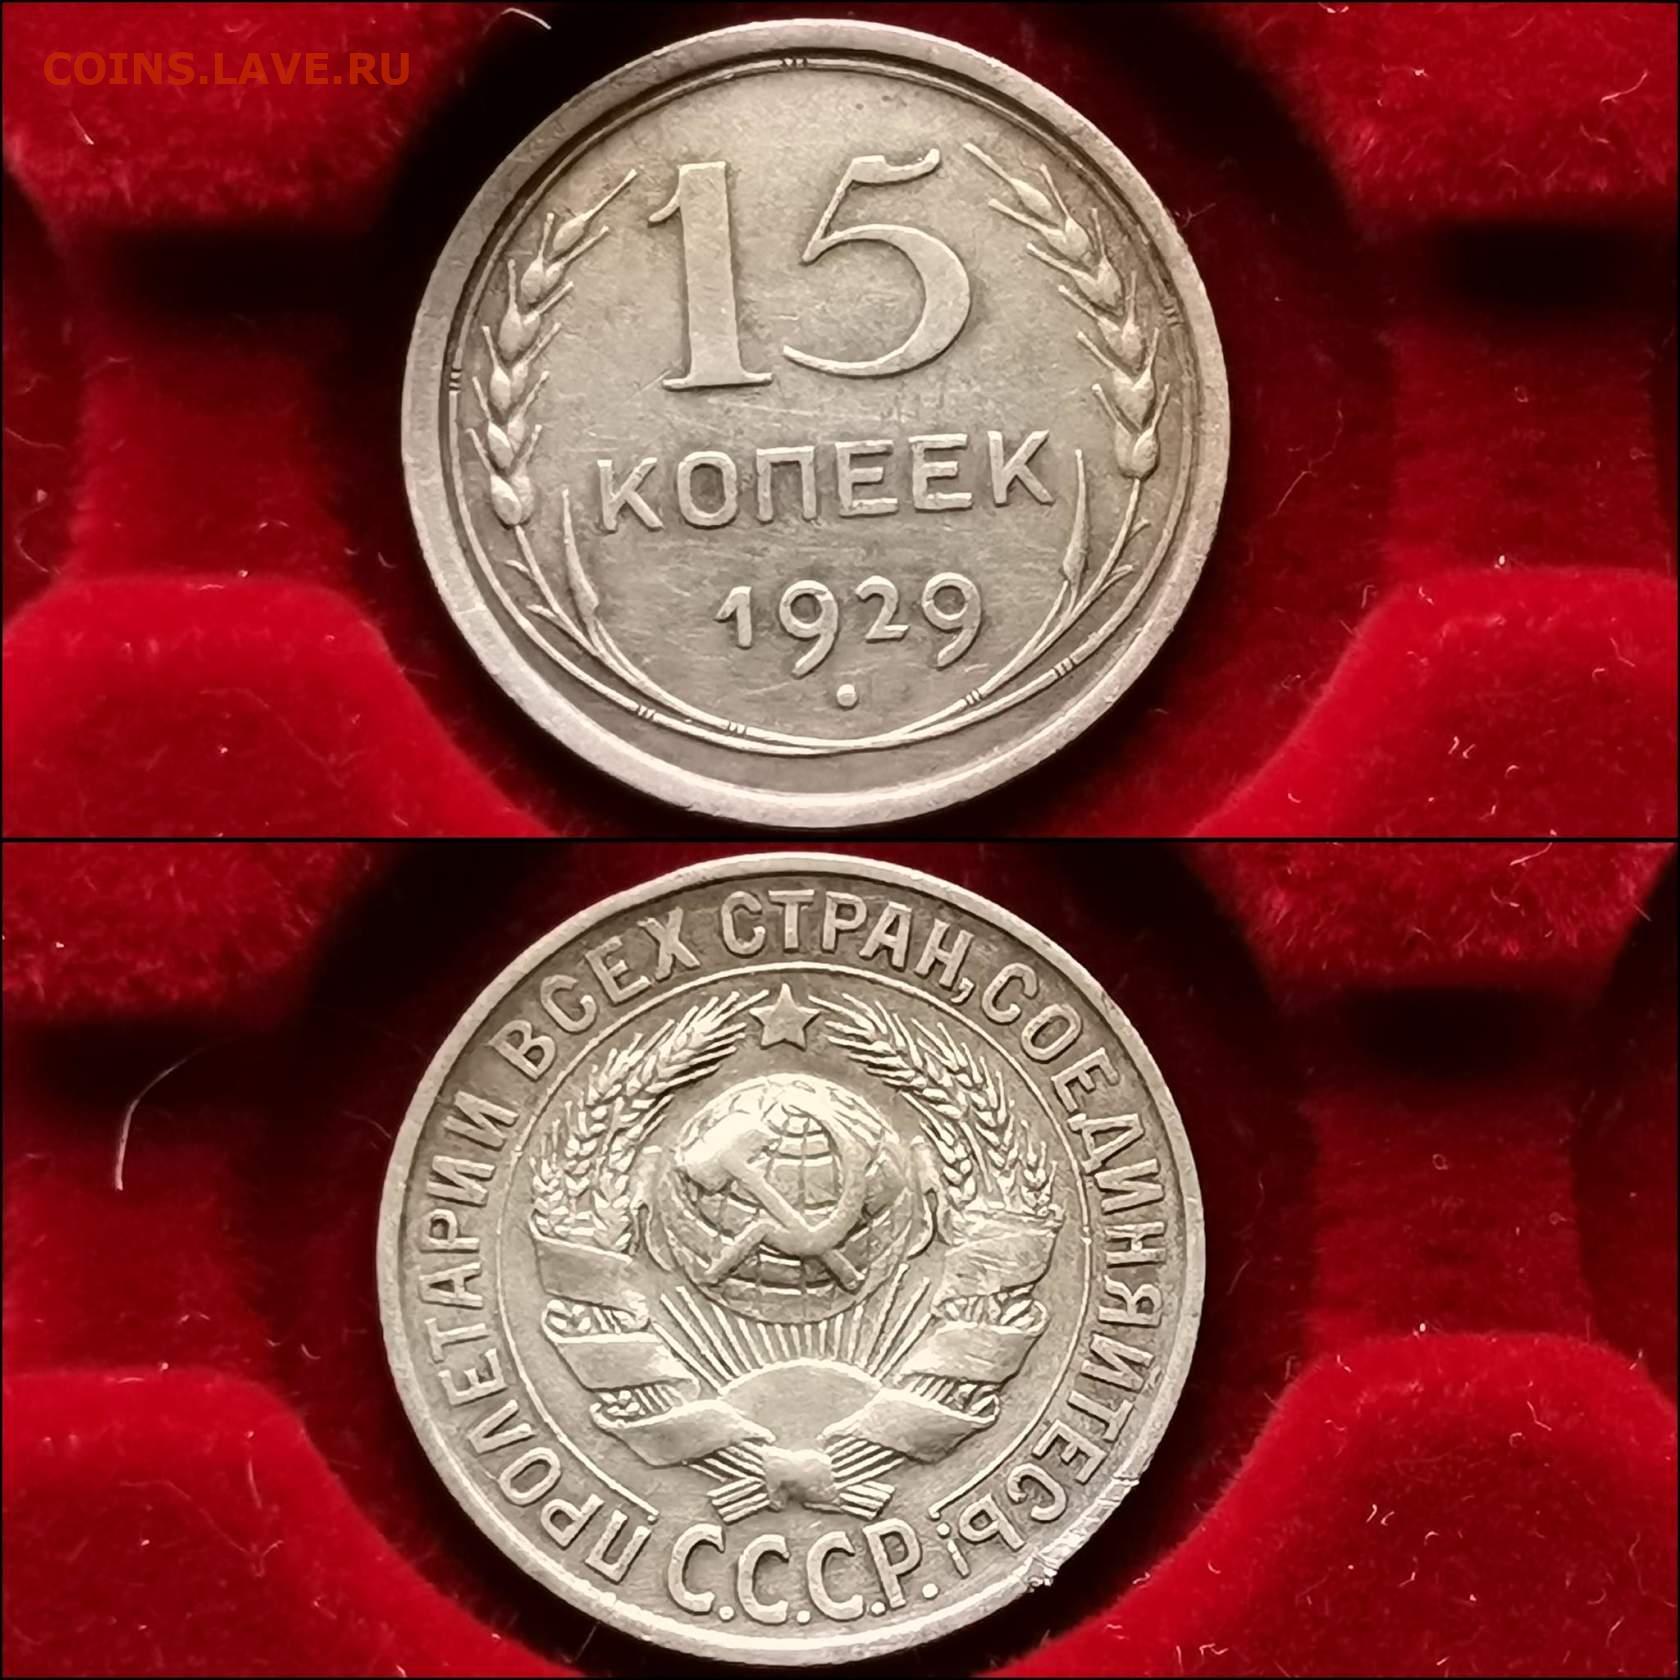 COINS.LAVE.RU
15
КОПЕЕК
1929
ПРОЛЕТАРИИ ВСЕХ СТРАН, СОЕДИНЯЙТЕСЬ!
С.С.С.Р.